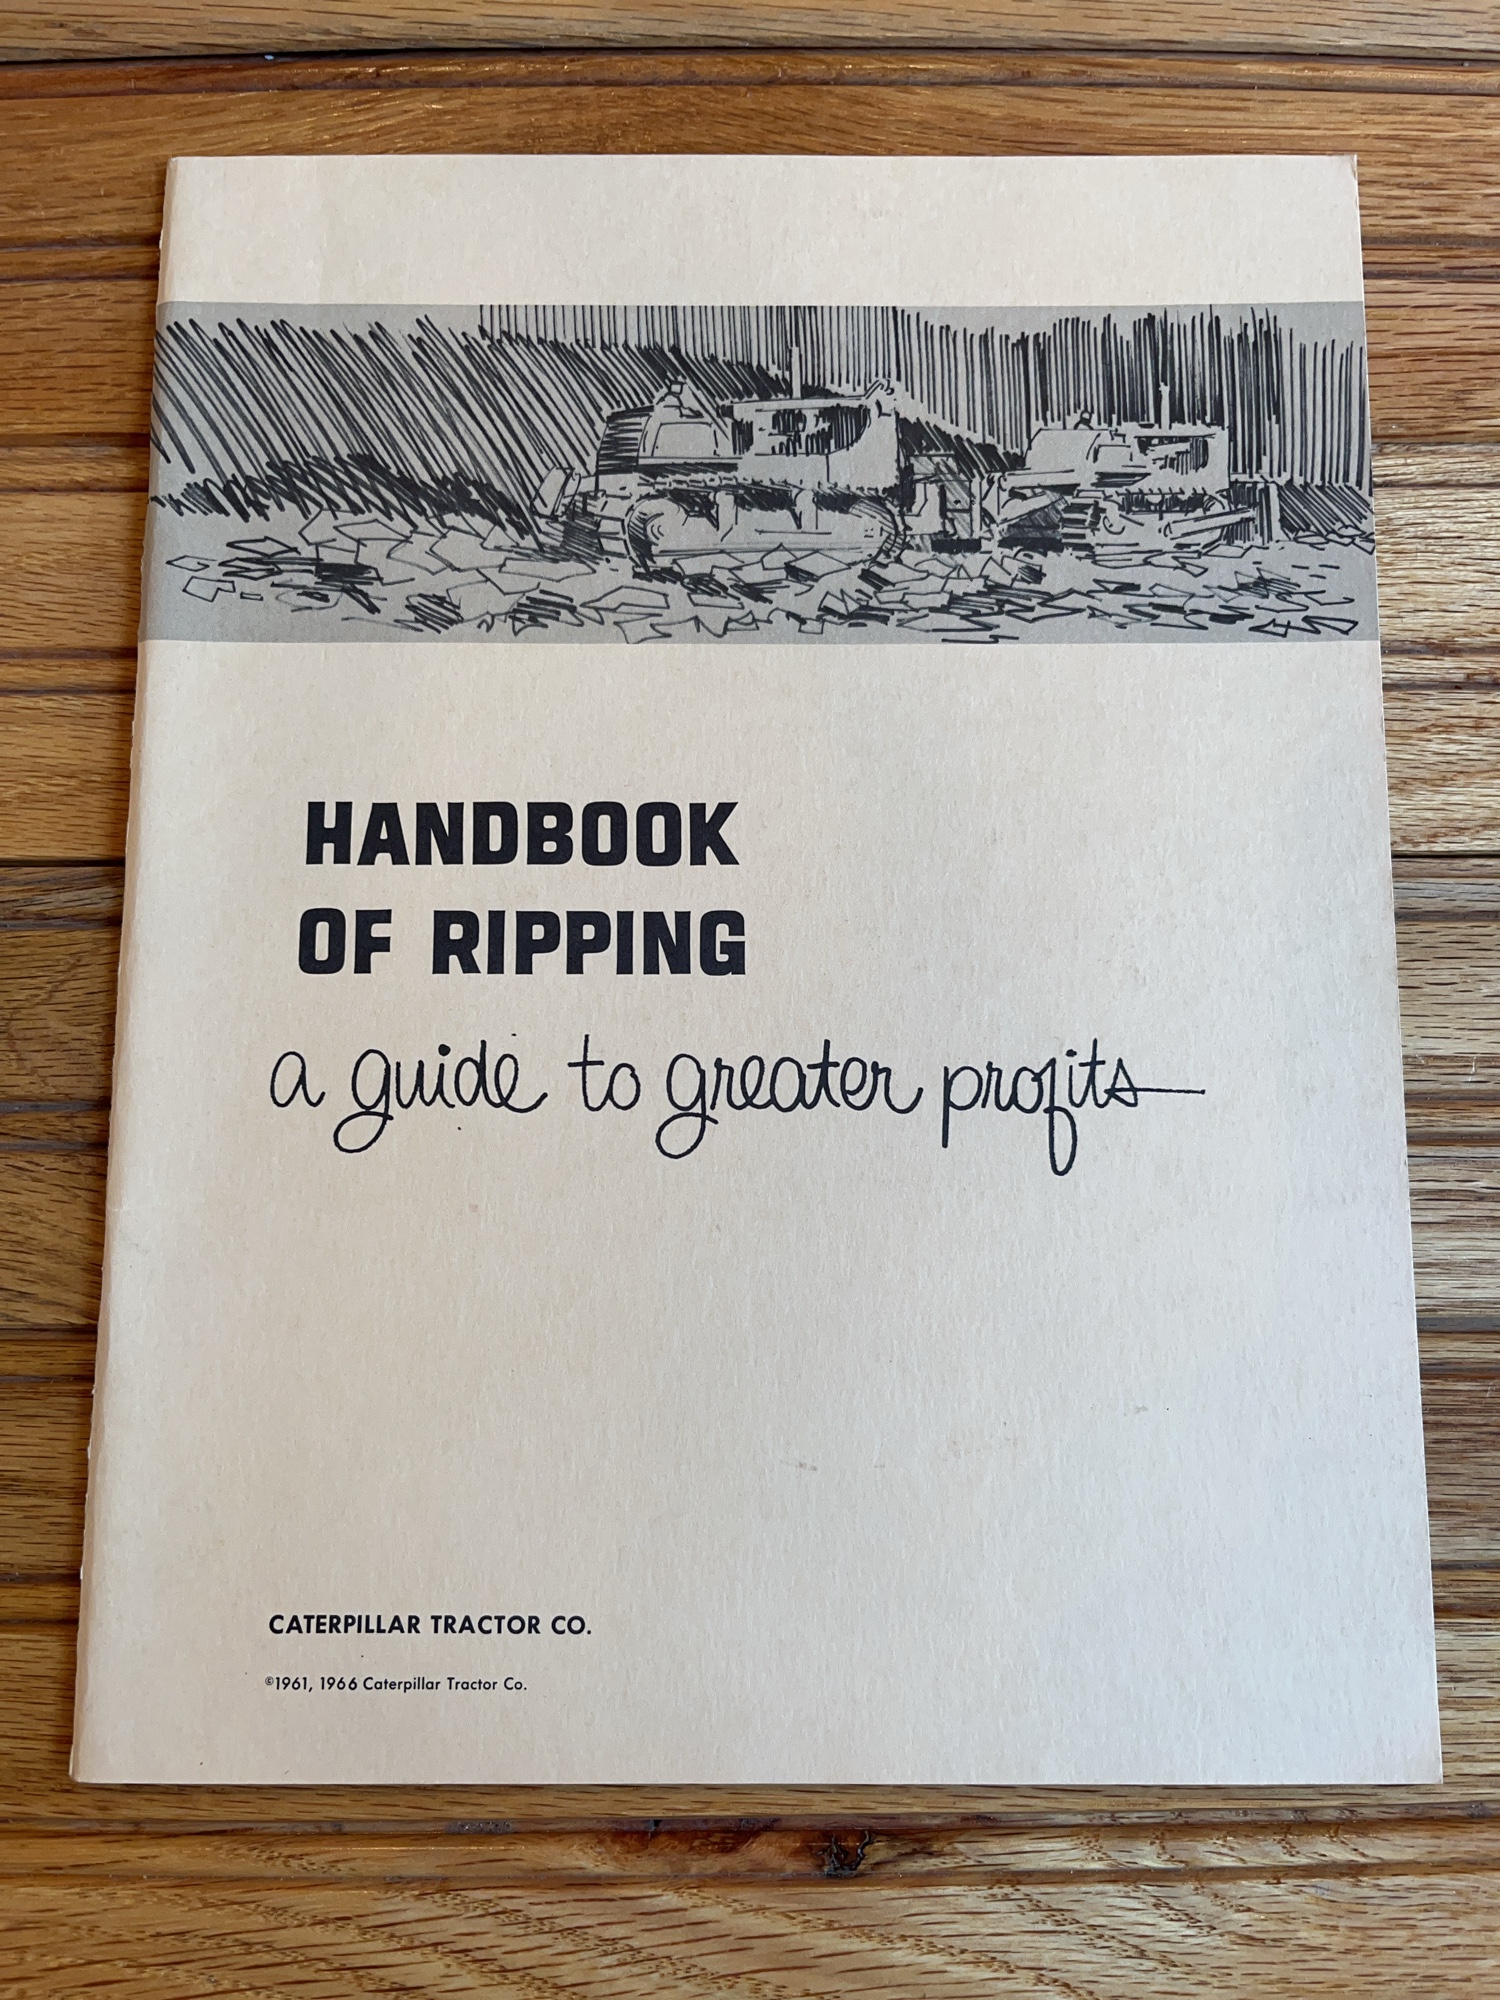 HANDBOOK
OF RIPPING
a guide to greater profits
CATERPILLAR TRACTOR CO.
©1961, 1966 Caterpillar Tractor Co.